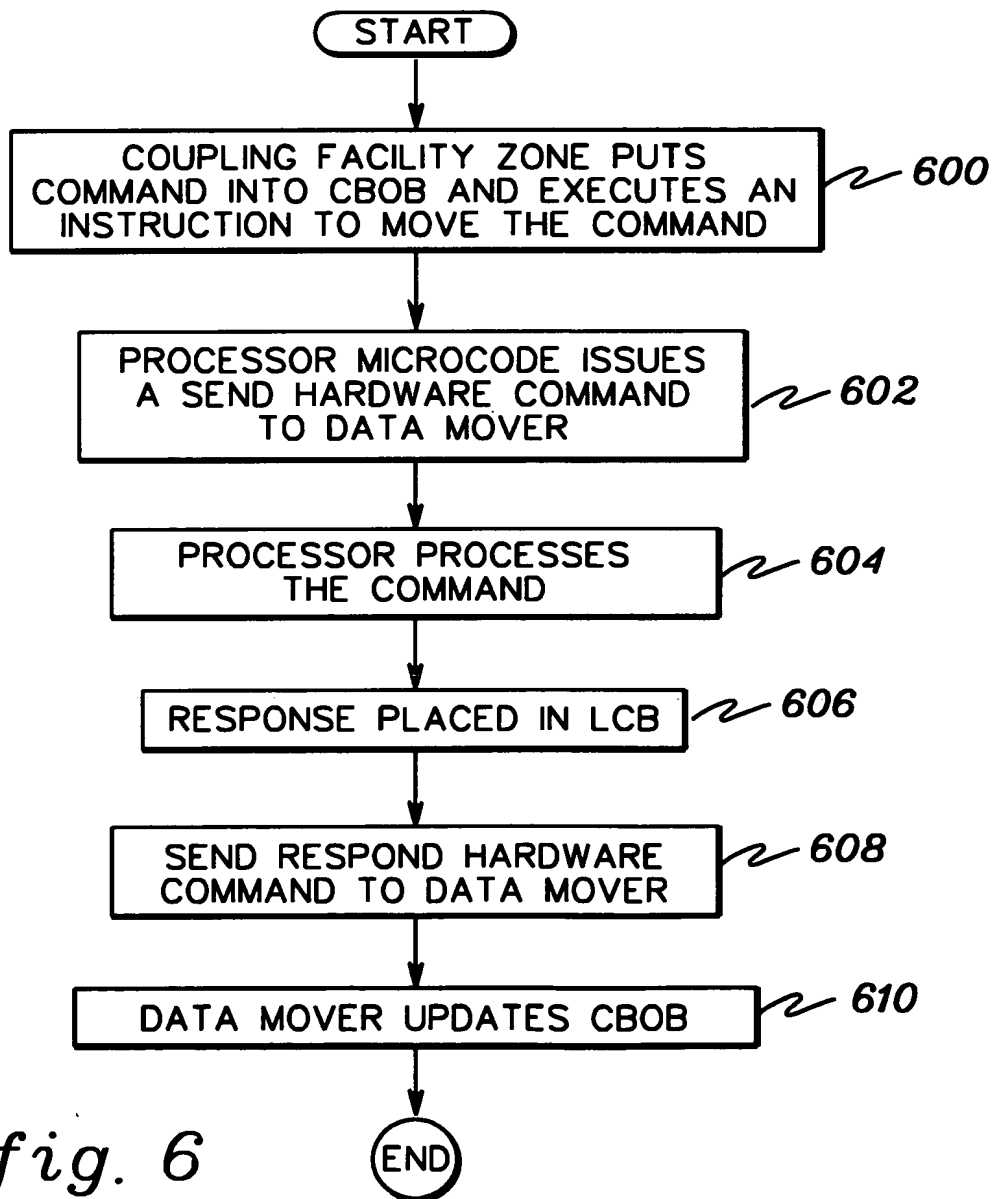 START
COUPLING FACILITY ZONE PUTS
COMMAND INTO CBOB AND EXECUTES AN
INSTRUCTION TO MOVE THE COMMAND
600
PROCESSOR MICROCODE ISSUES
A SEND HARDWARE COMMAND
TO DATA MOVER
602
PROCESSOR PROCESSES
THE COMMAND
604
RESPONSE PLACED IN LCB
606
SEND RESPOND HARDWARE
COMMAND TO DATA MOVER
608
DATA MOVER UPDATES CBOB
610
END
fig. 6